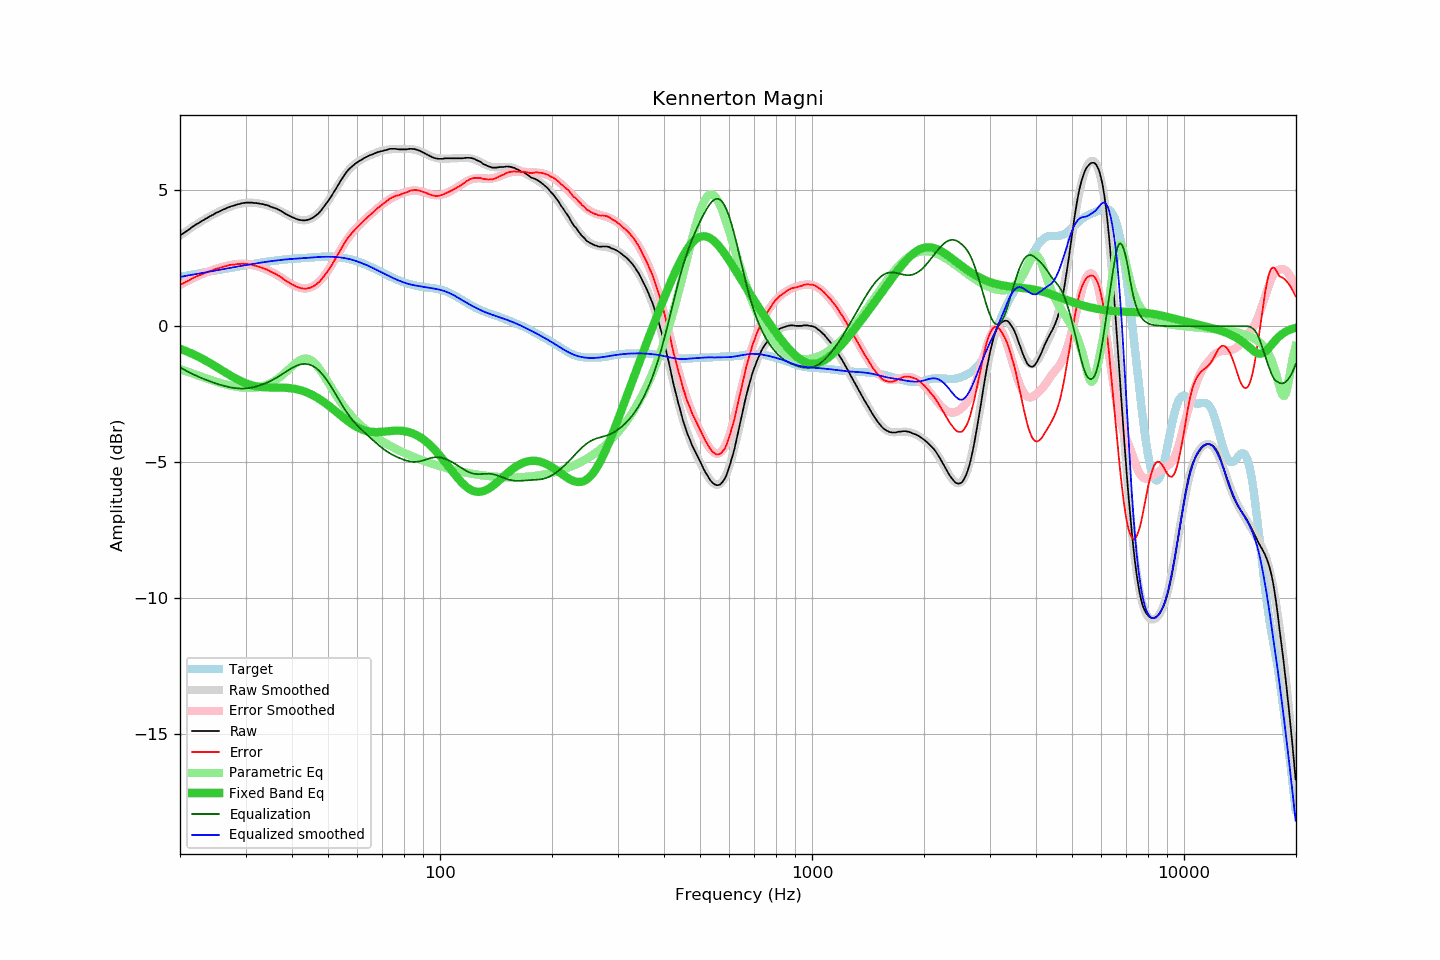 Kennerton Magni
5
0
−5
−10
−15
Amplitude (dBr)
Target
Raw Smoothed
Error Smoothed
Raw
Error
Parametric Eq
Fixed Band Eq
Equalization
Equalized smoothed
100
1000
10000
Frequency (Hz)